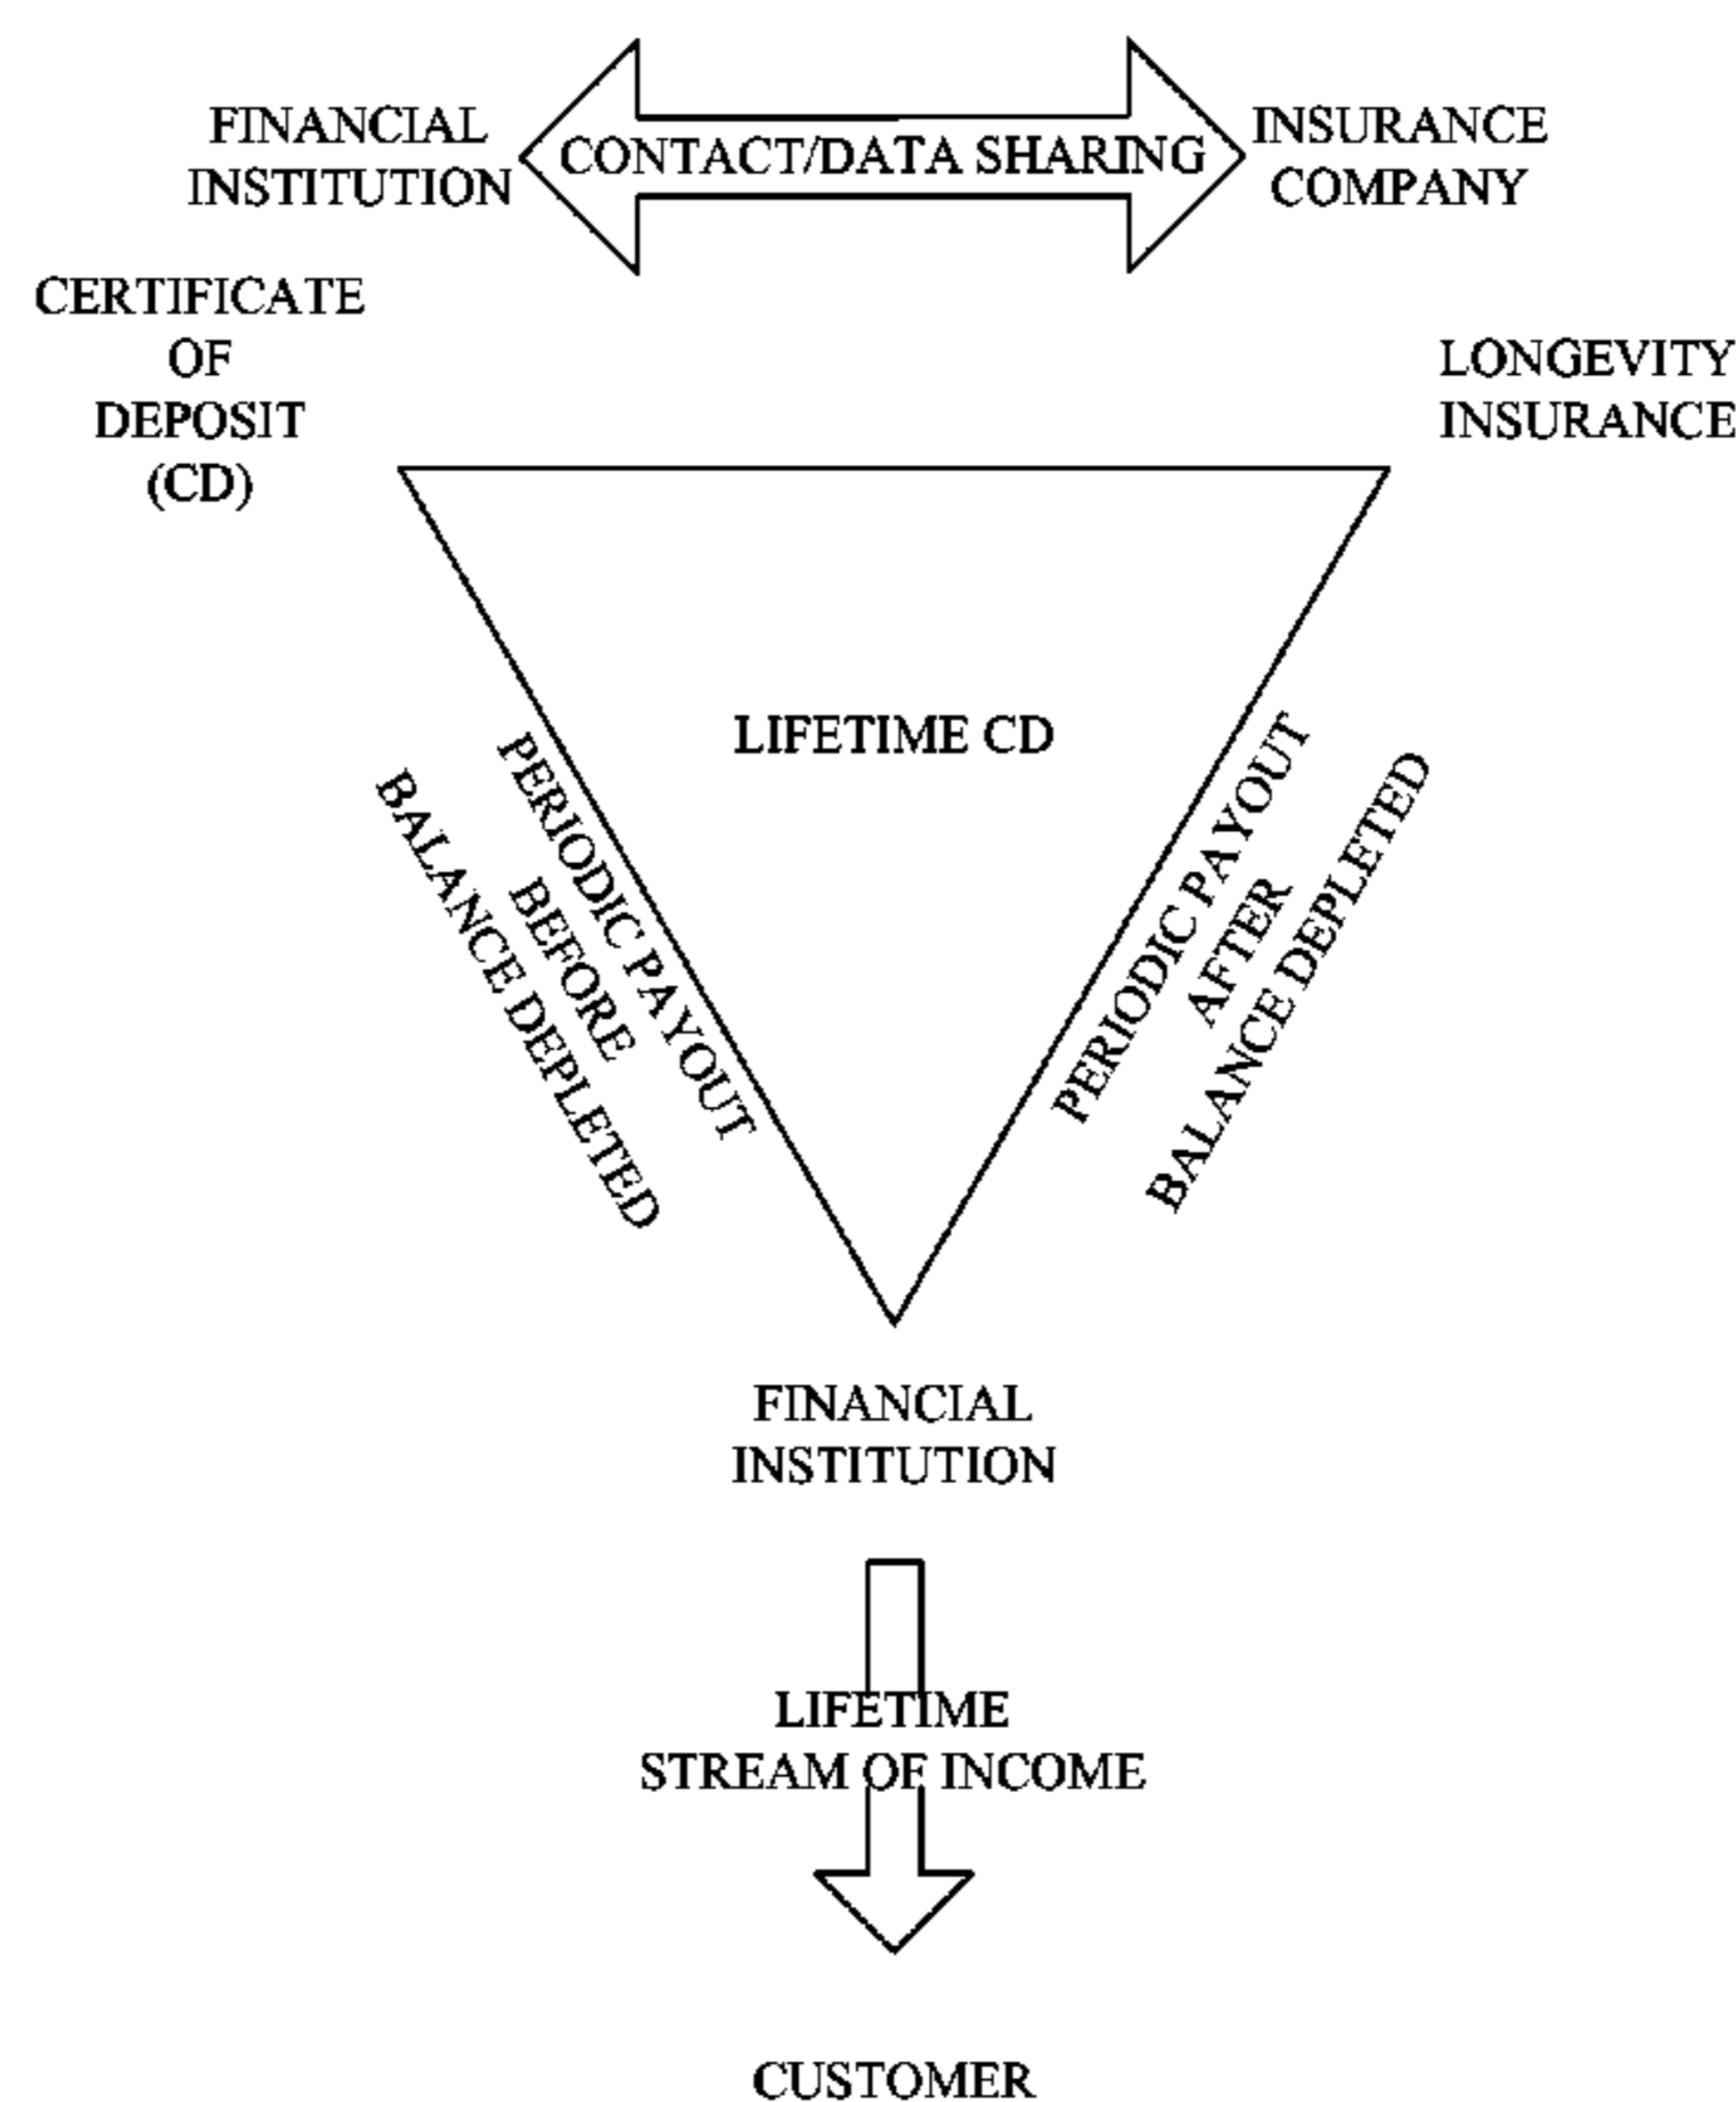 FINANCIAL
INSTITUTION
CONTACT/DATA SHARING
INSURANCE
COMPANY
CERTIFICATE
OF
DEPOSIT
(CD)
LONGEVITY
INSURANCE
LIFETIME CD
PERIODIC PAYOUT
BEFORE
BALANCE DEPLETED
PERIODIC PAYOUT
AFTER
BALANCE DEPLETED
FINANCIAL
INSTITUTION
LIFETIME
STREAM OF INCOME
CUSTOMER